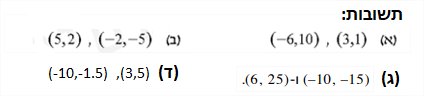 תשובות:
(א) (3,1) , (−6,10) (ב) (−2,−5) , (5,2)
(ג) (−10, −15) ו-(6, 25). (ד) (3,5), (-10,-1.5)